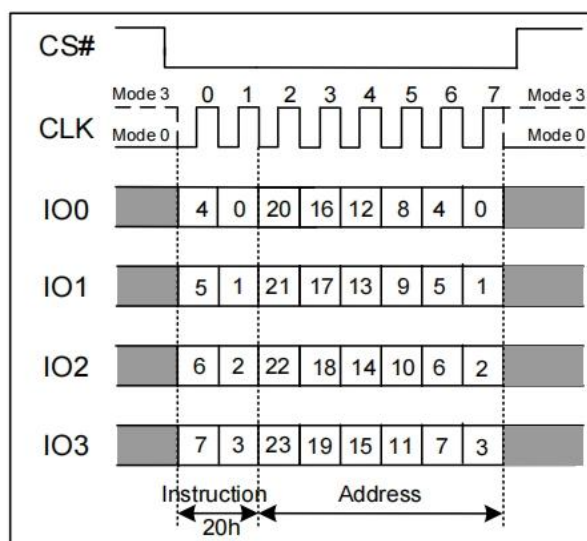 CS#
Mode 3 0 1 2 3 4 5 6 7 Mode 3
CLK
Mode 0 Mode 0
IO0 4 0 20 16 12 8 4 0
IO1 5 1 21 17 13 9 5 1
IO2 6 2 22 18 14 10 6 2
IO3 7 3 23 19 15 11 7 3
Instruction Address
20h